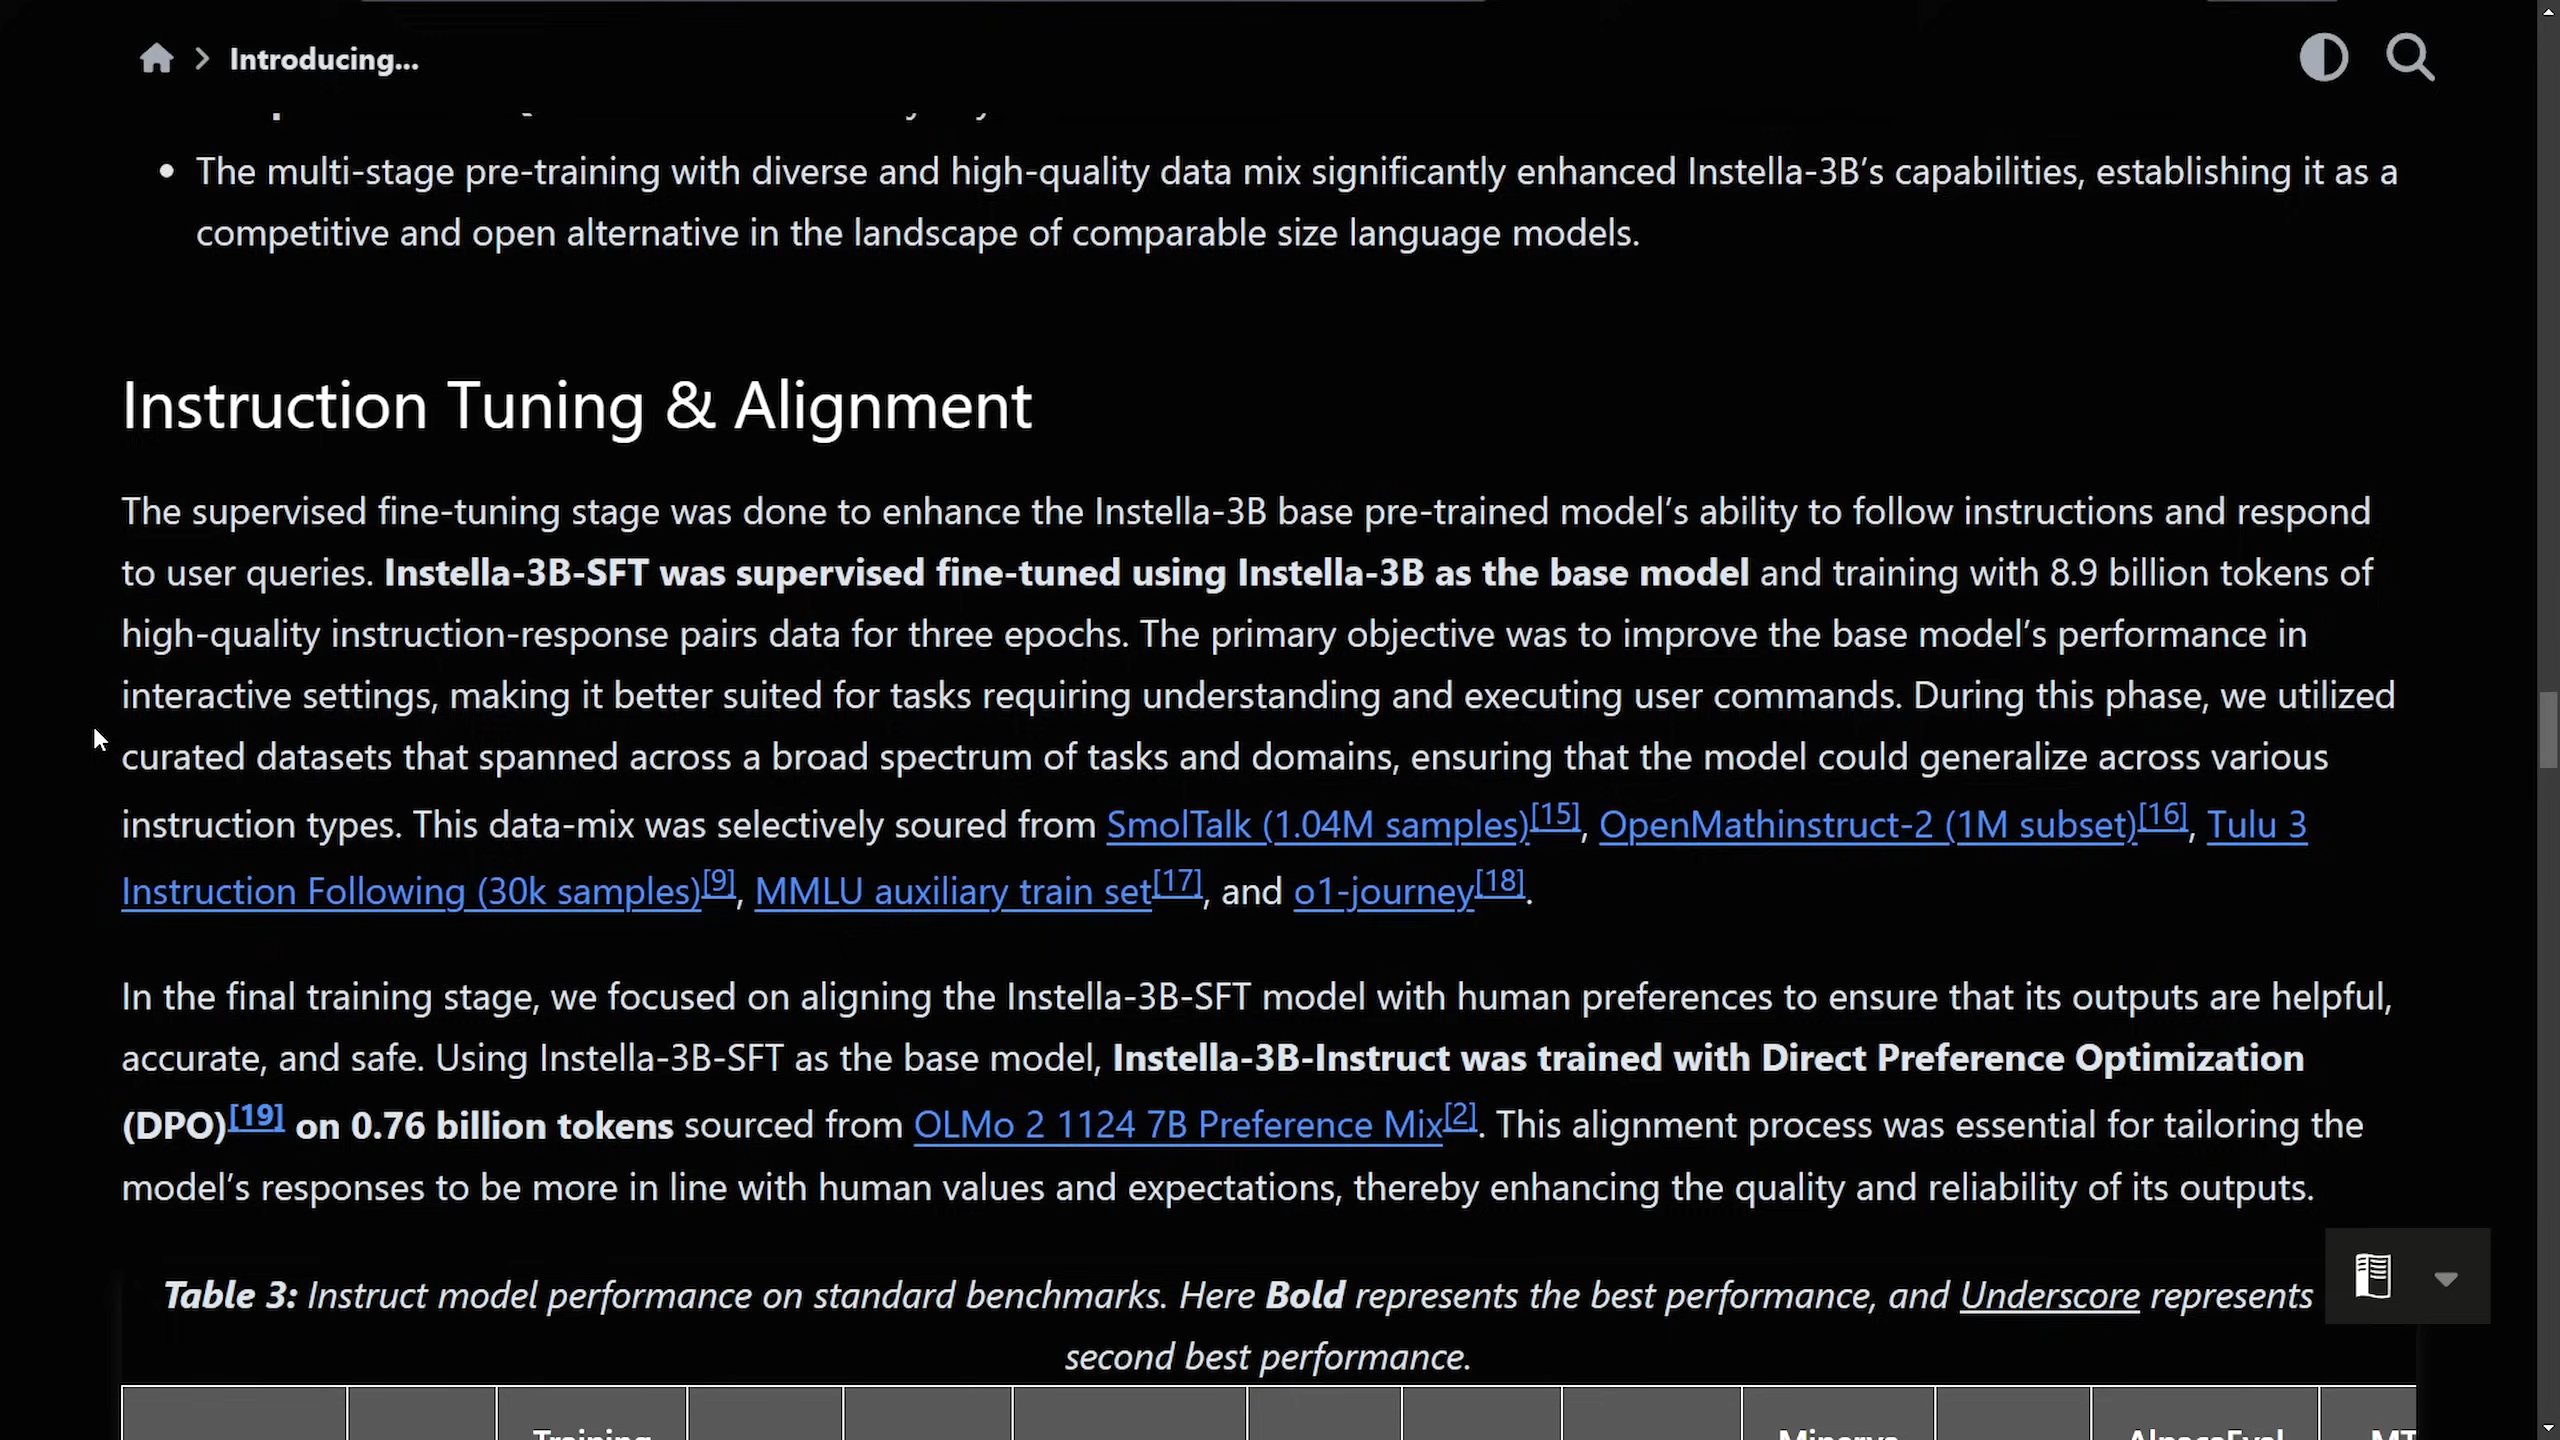 Introducing...
The multi-stage pre-training with diverse and high-quality data mix significantly enhanced Instella-3B’s capabilities, establishing it as a
competitive and open alternative in the landscape of comparable size language models.
Instruction Tuning & Alignment
The supervised fine-tuning stage was done to enhance the Instella-3B base pre-trained model’s ability to follow instructions and respond
to user queries. Instella-3B-SFT was supervised fine-tuned using Instella-3B as the base model and training with 8.9 billion tokens of
high-quality instruction-response pairs data for three epochs. The primary objective was to improve the base model’s performance in
interactive settings, making it better suited for tasks requiring understanding and executing user commands. During this phase, we utilized
curated datasets that spanned across a broad spectrum of tasks and domains, ensuring that the model could generalize across various
instruction types. This data-mix was selectively soured from SmolTalk (1.04M samples)[15], OpenMathinstruct-2 (1M subset)[16], Tulu 3
Instruction Following (30k samples)[9], MMLU auxiliary train set[17], and o1-journey[18].
In the final training stage, we focused on aligning the Instella-3B-SFT model with human preferences to ensure that its outputs are helpful,
accurate, and safe. Using Instella-3B-SFT as the base model, Instella-3B-Instruct was trained with Direct Preference Optimization
(DPO)[19] on 0.76 billion tokens sourced from OLMo 2 1124 7B Preference Mix[2]. This alignment process was essential for tailoring the
model’s responses to be more in line with human values and expectations, thereby enhancing the quality and reliability of its outputs.
Table 3: Instruct model performance on standard benchmarks. Here Bold represents the best performance, and Underscore represents
second best performance.
Training Minerva AlpacaEval MT